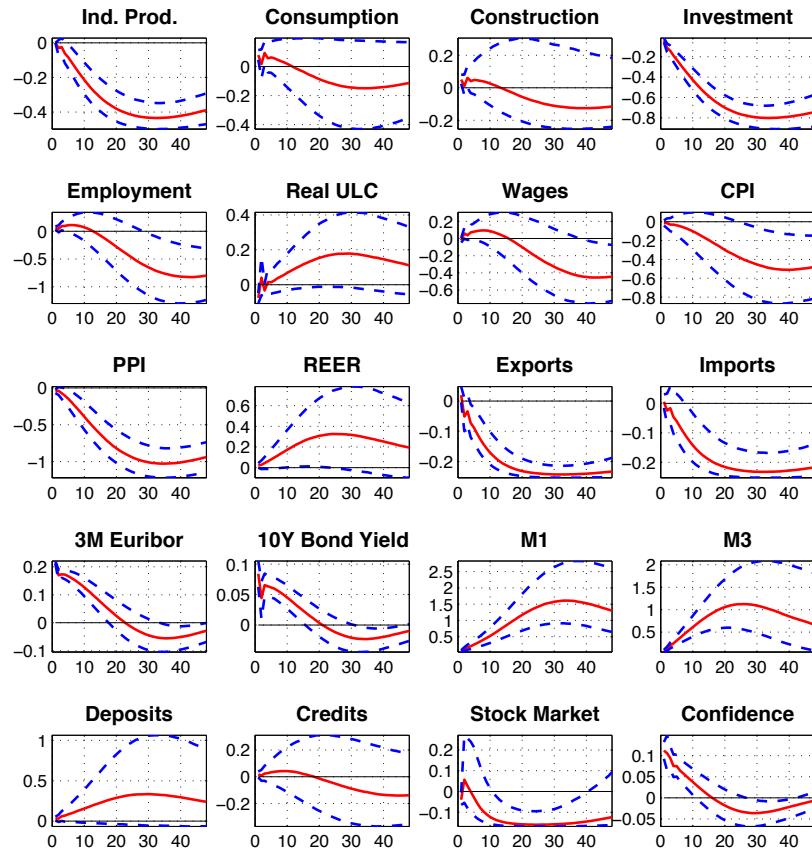 Ind. Prod. Consumption Construction Investment
0 −0.2 −0.4 0 10 20 30 40
0 −0.2 −0.4 0 10 20 30 40
0.2 0 −0.2 0 10 20 30 40
−0.2 −0.4 −0.6 −0.8 0 10 20 30 40
Employment Real ULC Wages CPI
0 −0.5 −1 0 10 20 30 40
0.4 0.2 0 0 10 20 30 40
0.2 0 −0.2 −0.4 −0.6 0 10 20 30 40
0 −0.2 −0.4 −0.6 −0.8 0 10 20 30 40
PPI REER Exports Imports
0 −0.5 −1 0 10 20 30 40
0.6 0.4 0.2 0 0 10 20 30 40
0 −0.1 −0.2 0 10 20 30 40
0 −0.1 −0.2 0 10 20 30 40
3M Euribor 10Y Bond Yield M1 M3
0.2 0.1 0 −0.1 0 10 20 30 40
0.1 0.05 0 0 10 20 30 40
2.5 2 1.5 1 0.5 0 10 20 30 40
2 1.5 1 0.5 0 10 20 30 40
Deposits Credits Stock Market Confidence
1 0.5 0 0 10 20 30 40
0.2 0 −0.2 0 10 20 30 40
0.2 0.1 0 −0.1 0 10 20 30 40
0.1 0.05 0 −0.05 0 10 20 30 40